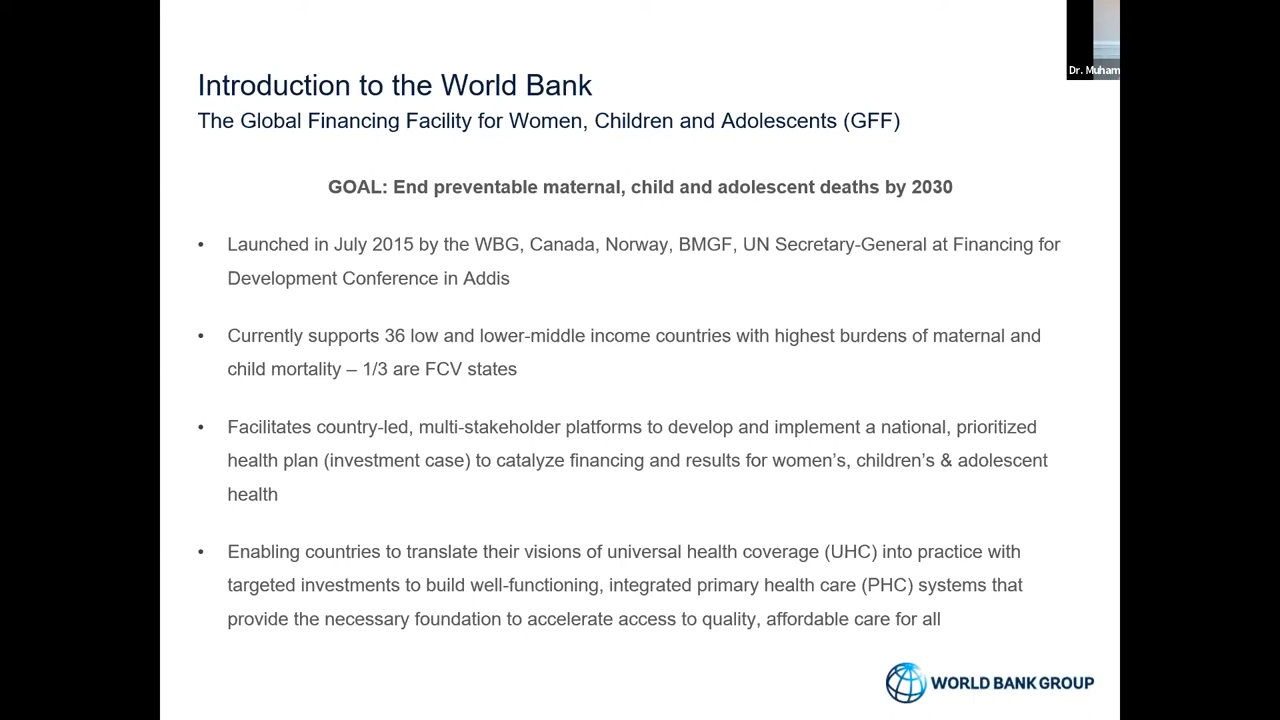 Dr. Muham
Introduction to the World Bank
The Global Financing Facility for Women, Children and Adolescents (GFF)
GOAL: End preventable maternal, child and adolescent deaths by 2030
• Launched in July 2015 by the WBG, Canada, Norway, BMGF, UN Secretary-General at Financing for
Development Conference in Addis
• Currently supports 36 low and lower-middle income countries with highest burdens of maternal and
child mortality – 1/3 are FCV states
• Facilitates country-led, multi-stakeholder platforms to develop and implement a national, prioritized
health plan (investment case) to catalyze financing and results for women’s, children’s & adolescent
health
• Enabling countries to translate their visions of universal health coverage (UHC) into practice with
targeted investments to build well-functioning, integrated primary health care (PHC) systems that
provide the necessary foundation to accelerate access to quality, affordable care for all
WORLD BANK GROUP